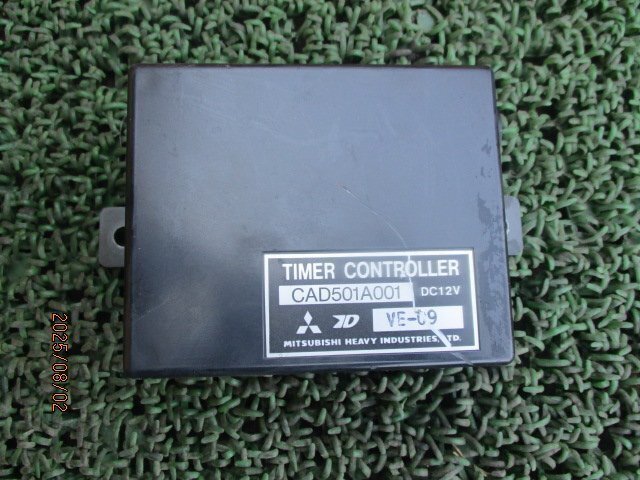 TIMER CONTROLLER
CAD501A001 DC12V
VE-09
MITSUBISHI HEAVY INDUSTRIES, LTD.
2025/08/02